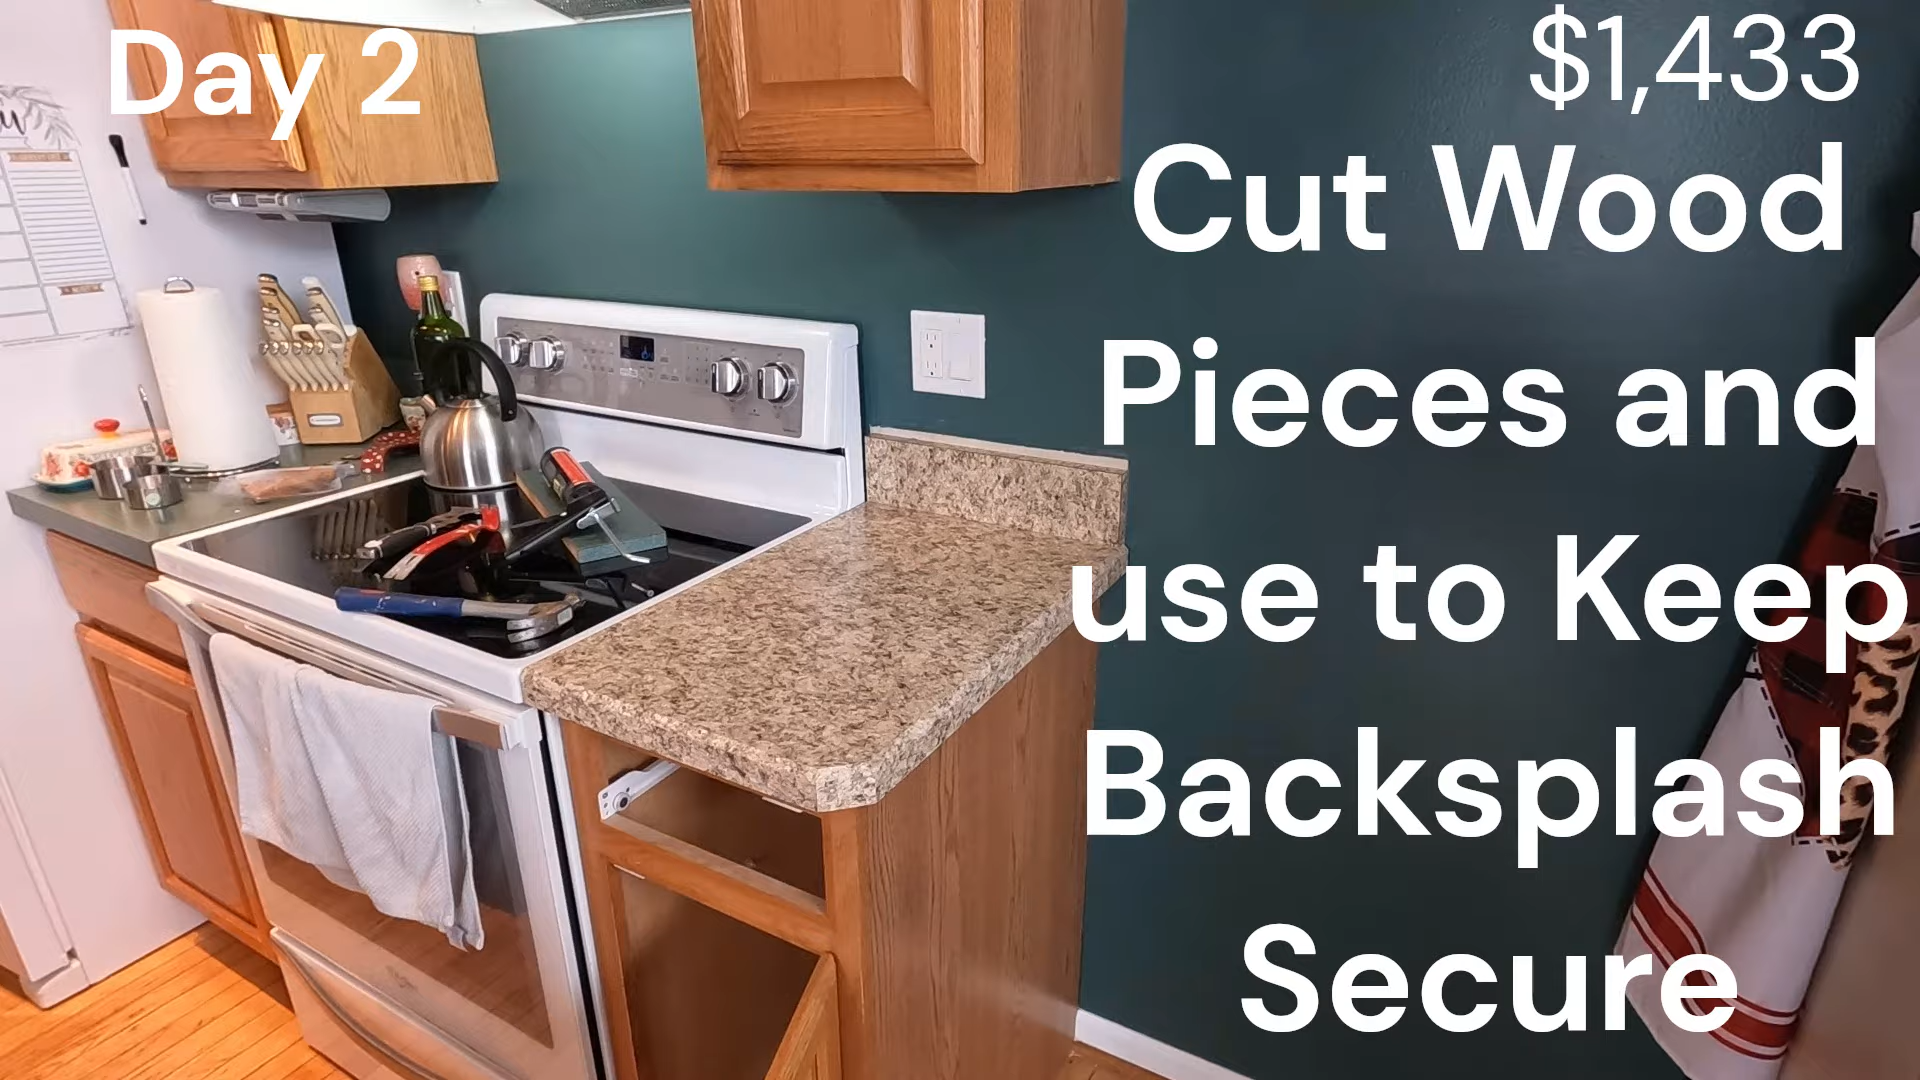 Day 2
$1,433
Cut Wood
Pieces and
use to Keep
Backsplash
Secure